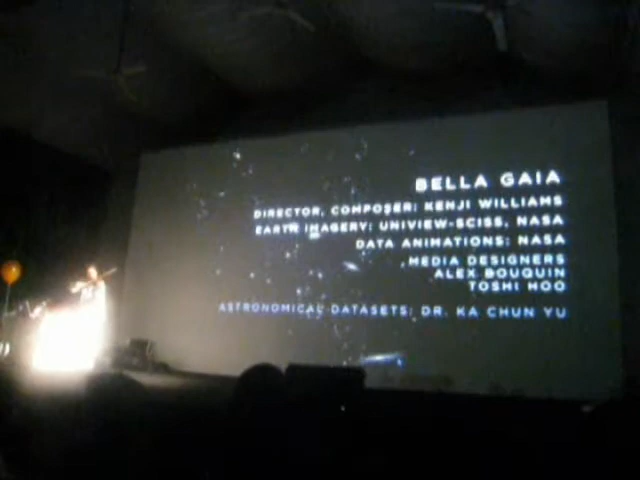 BELLA GAIA
DIRECTOR, COMPOSER: KENJI WILLIAMS
EARTH IMAGERY: UNIVIEW-SCISS, NASA
DATA ANIMATIONS: NASA
MEDIA DESIGNERS
ALEX BOUQUIN
TOSHI HOO
ASTRONOMICAL DATASETS: DR. KA CHUN YU